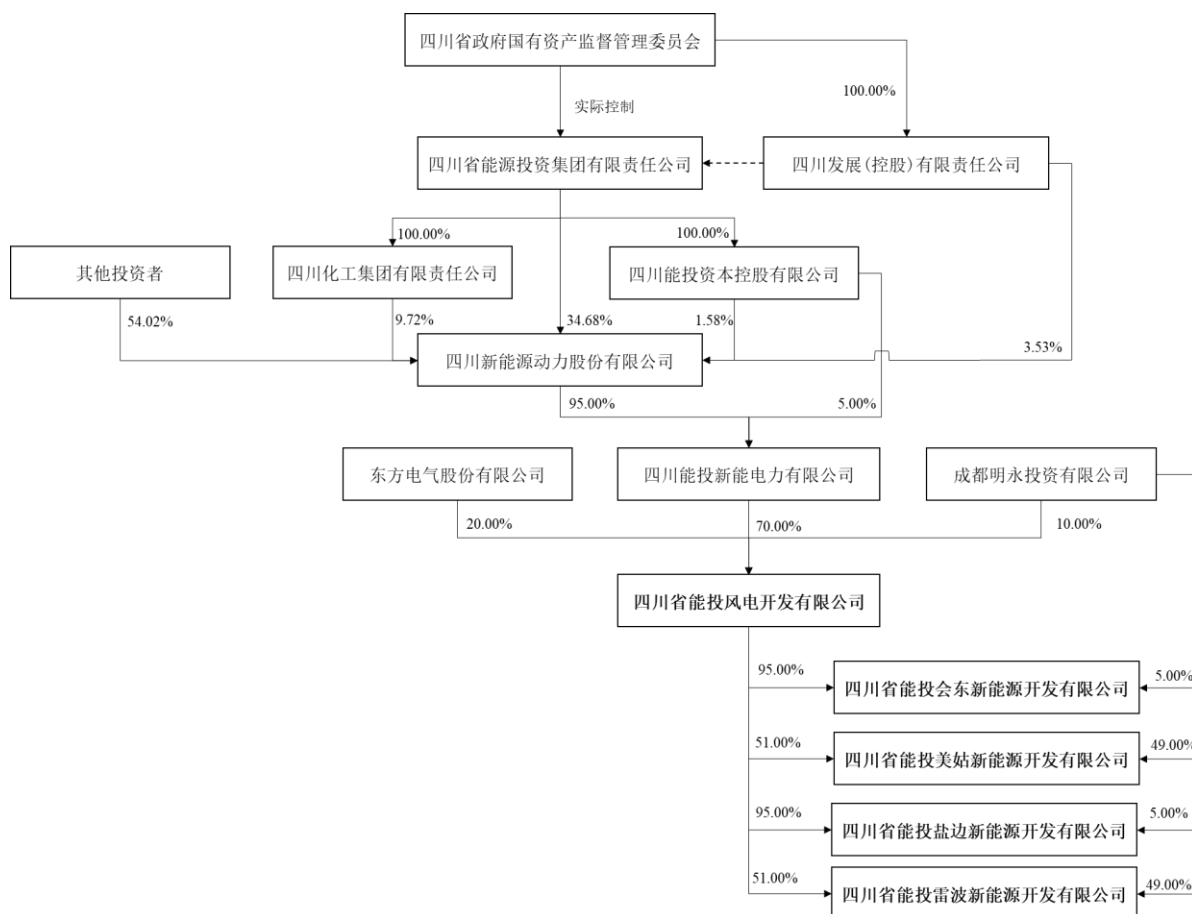 四川省政府国有资产监督管理委员会
实际控制
100.00%
四川省能源投资集团有限责任公司
四川发展(控股)有限责任公司
100.00%
100.00%
其他投资者
四川化工集团有限责任公司
四川能投资本控股有限公司
54.02%
9.72%
34.68%
1.58%
3.53%
四川新能源动力股份有限公司
95.00%
5.00%
东方电气股份有限公司
四川能投新能电力有限公司
成都明永投资有限公司
20.00%
70.00%
10.00%
四川省能投风电开发有限公司
95.00%
四川省能投会东新能源开发有限公司
5.00%
51.00%
四川省能投美姑新能源开发有限公司
49.00%
95.00%
四川省能投盐边新能源开发有限公司
5.00%
51.00%
四川省能投雷波新能源开发有限公司
49.00%